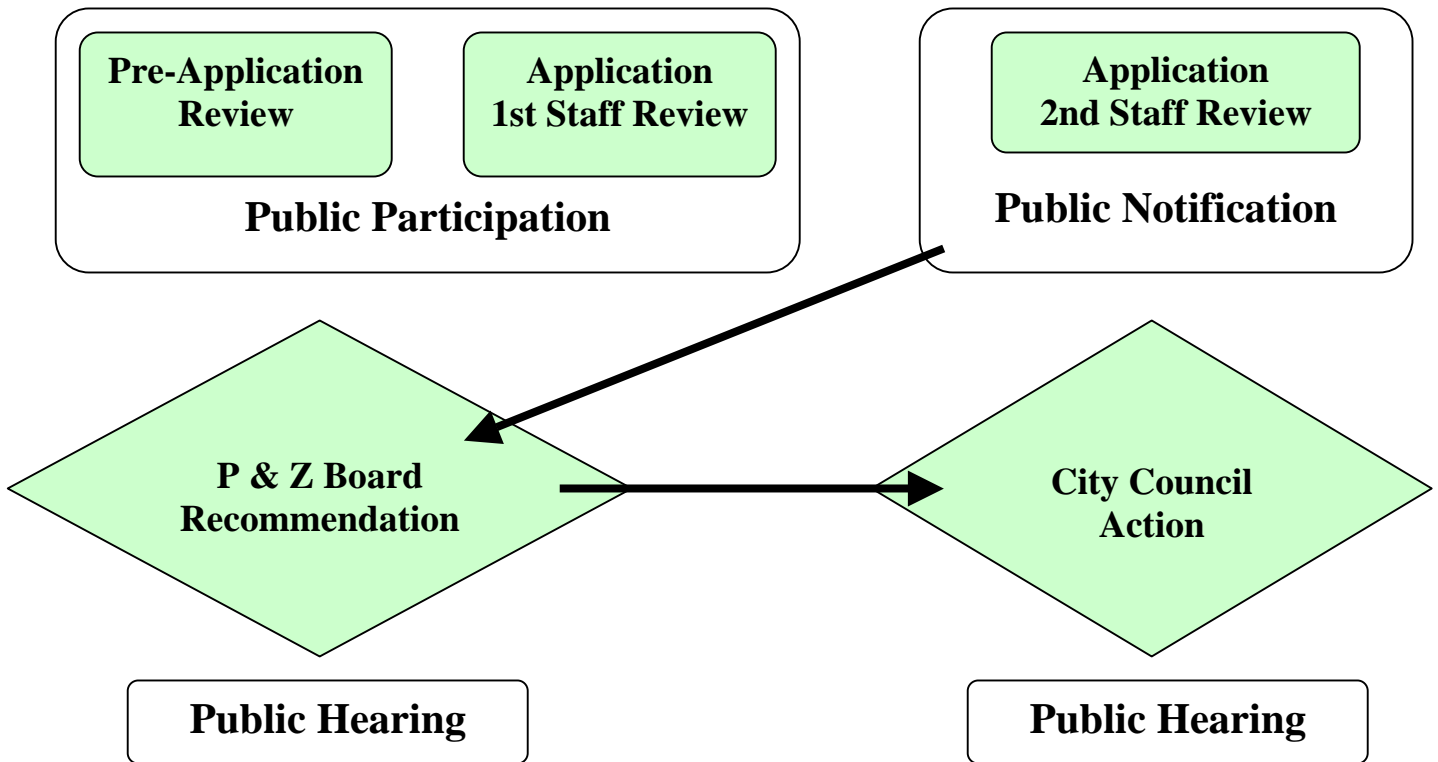 Pre-Application
Review
Application
1st Staff Review
Public Participation
Application
2nd Staff Review
Public Notification
P & Z Board
Recommendation
City Council
Action
Public Hearing
Public Hearing